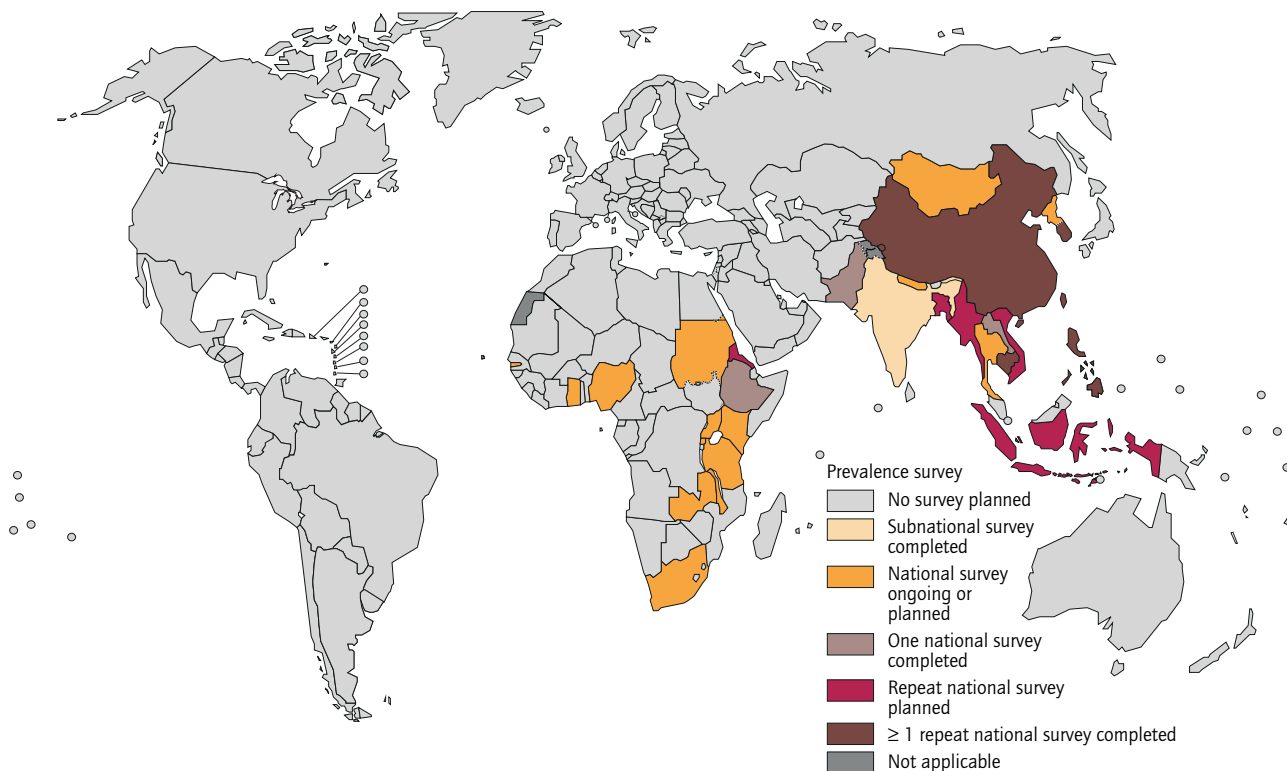 Prevalence survey
No survey planned
Subnational survey
completed
National survey
ongoing or
planned
One national survey
completed
Repeat national survey
planned
≥ 1 repeat national survey completed
Not applicable